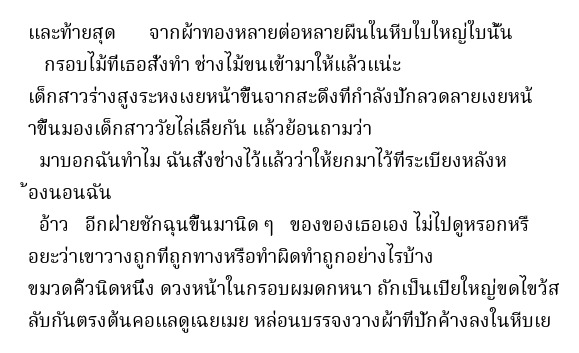 และท้ายสุด     จากผ้าทองหลายต่อหลายผืนในหีบใบใหญ่ใบนั้น
กรอบไม้ที่เธอสั่งทำ ช่างไม้ขนเข้ามาให้แล้วแน่ะ
เด็กสาวร่างสูงระหงเงยหน้าขึ้นจากสะดึงที่กำลังปักลวดลายเงยหน้
าขึ้นมองเด็กสาววัยไล่เลียกัน แล้วย้อนถามว่า
มาบอกฉันทำไม ฉันสั่งช่างไว้แล้วว่าให้ยกมาไว้ที่ระเบียงหลังห
้องนอนฉัน
อ้าว   อีกฝ่ายชักฉุนขึ้นมานิด ๆ   ของของเธอเอง ไม่ไปดูหรอกหรื
อยะว่าเขาวางถูกที่ถูกทางหรือทำผิดทำถูกอย่างไรบ้าง
ขมวดคิ้วนิดหนึ่ง ดวงหน้าในกรอบผมดกหนา ถักเป็นเปียใหญ่ขดไขว้ส
ลับกันตรงต้นคอแลดูเฉยเมย หล่อนบรรจงวางผ้าที่ปักค้างลงในหีบเย